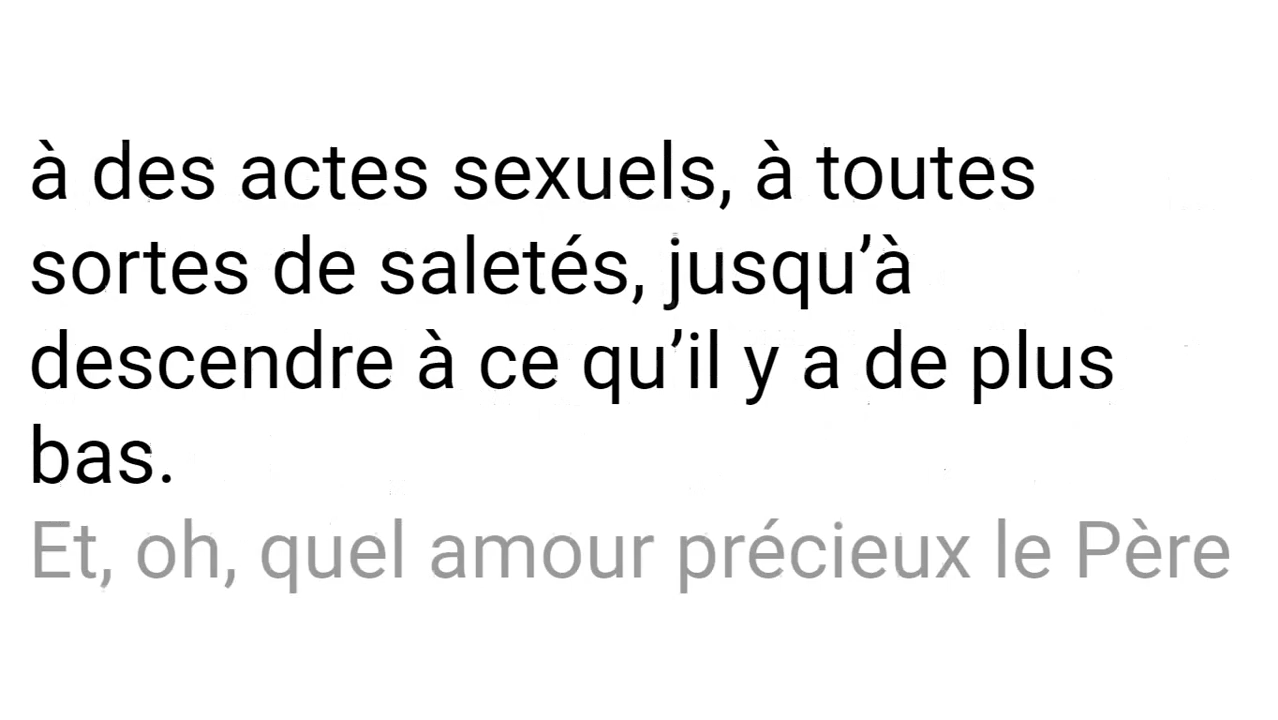 à des actes sexuels, à toutes
sortes de saletés, jusqu’à
descendre à ce qu’il y a de plus
bas.
Et, oh, quel amour précieux le Père